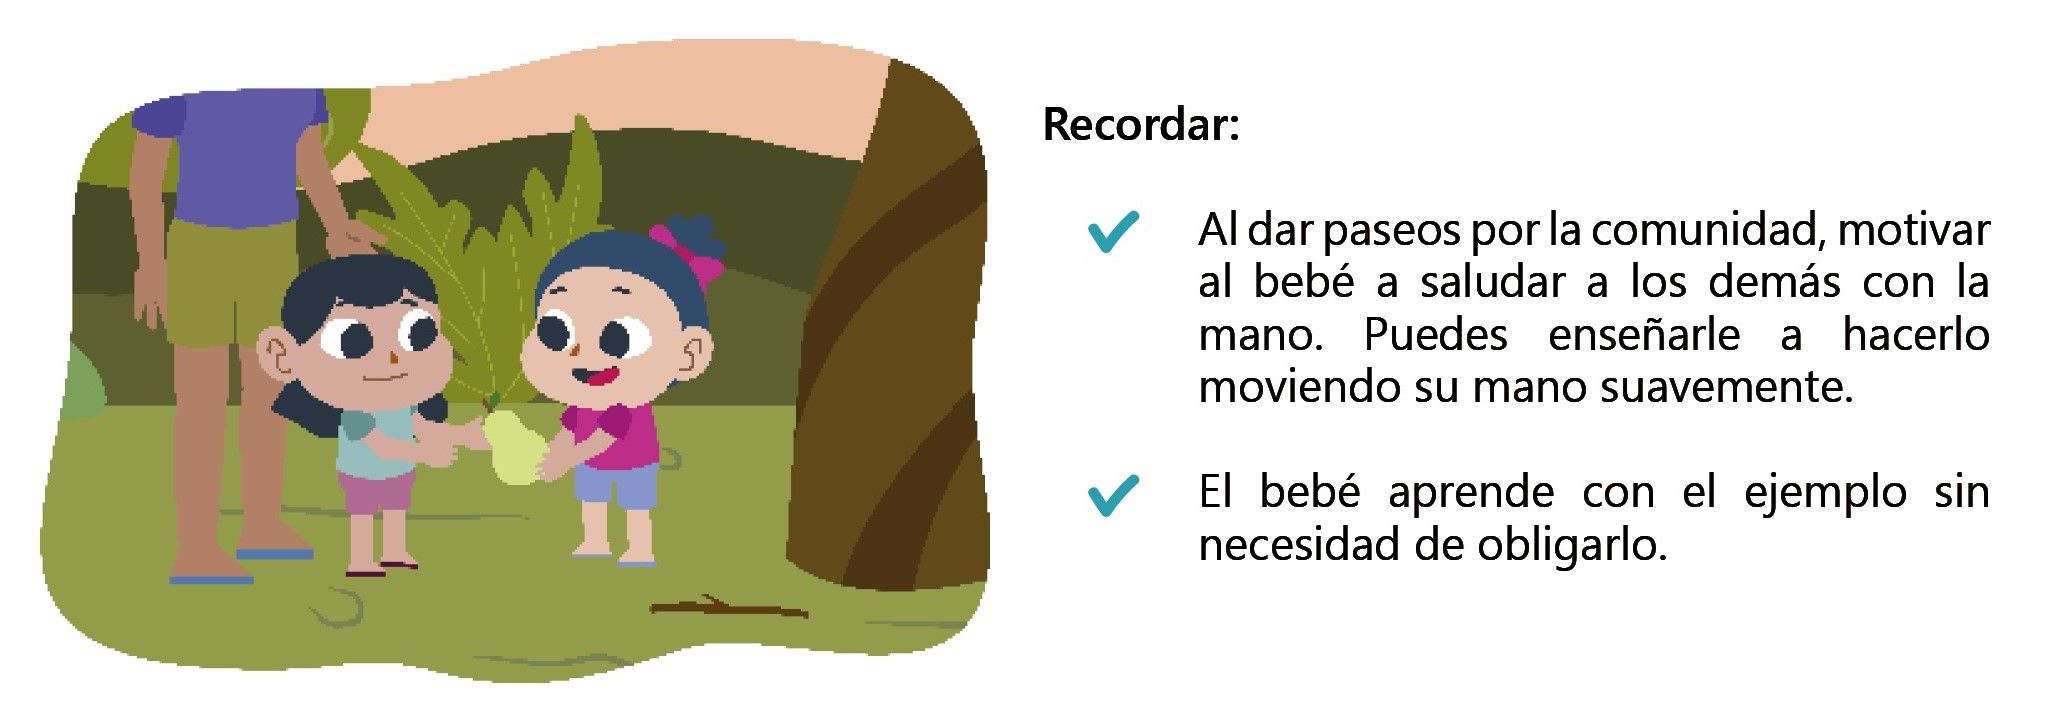 Recordar:
Al dar paseos por la comunidad, motivar
al bebé a saludar a los demás con la
mano. Puedes enseñarle a hacerlo
moviendo su mano suavemente.
El bebé aprende con el ejemplo sin
necesidad de obligarlo.